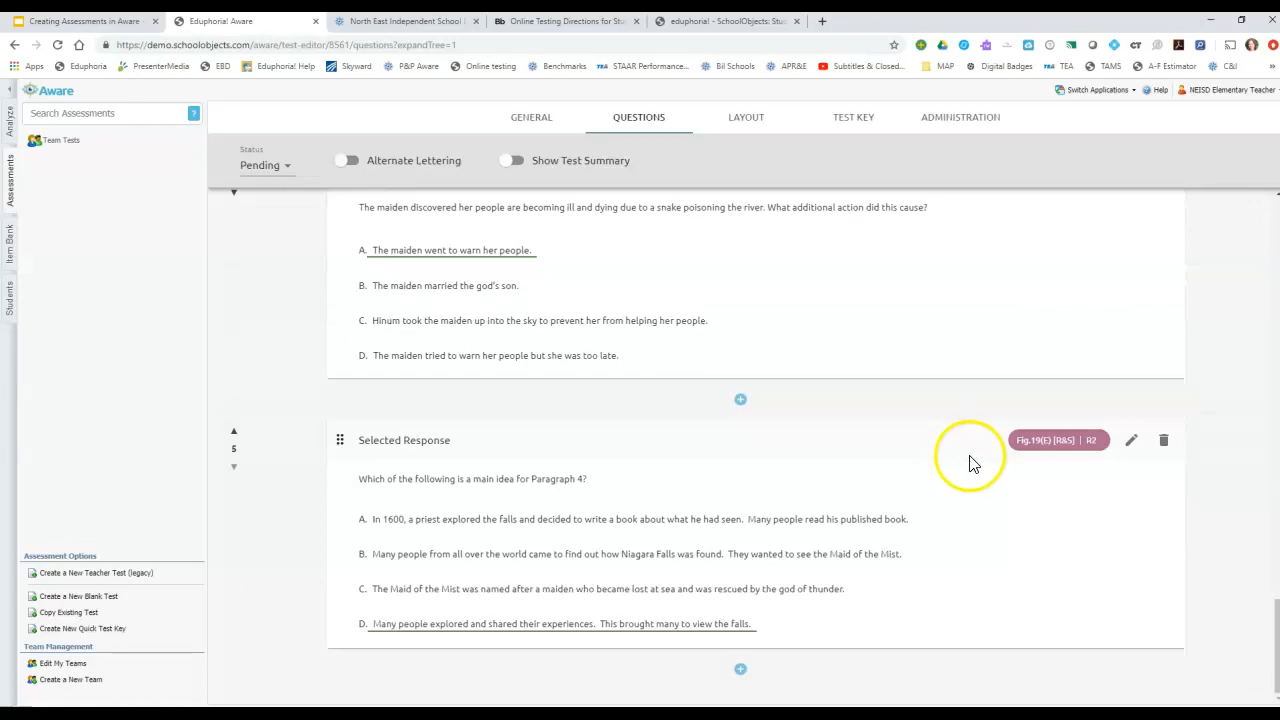 Creating Assessments in Aware
Eduphoria! Aware
North East Independent School
Online Testing Directions for Stu
eduphoria! - SchoolObjects: Stud
https://demo.schoolobjects.com/aware/test-editor/8561/questions?expandTree=1
Apps
Eduphoria
PresenterMedia
EBD
Eduphoria! Help
Skyward
P&P Aware
Online testing
Benchmarks
TEA STAAR Performance...
Bil Schools
APR&E
Subtitles & Closed...
MAP
Digital Badges
TEA TEA
TAMS
A-F Estimator
C&I
Aware
Switch Applications
Help
NEISD Elementary Teacher
Analyze
Assessments
Item Bank
Students
Search Assessments
?
Team Tests
GENERAL
QUESTIONS
LAYOUT
TEST KEY
ADMINISTRATION
Status
Pending
Alternate Lettering
Show Test Summary
The maiden discovered her people are becoming ill and dying due to a snake poisoning the river. What additional action did this cause?
A. The maiden went to warn her people.
B. The maiden married the god's son.
C. Hinum took the maiden up into the sky to prevent her from helping her people.
D. The maiden tried to warn her people but she was too late.
5
Selected Response
Fig.19(E) [R&S] | R2
Which of the following is a main idea for Paragraph 4?
A. In 1600, a priest explored the falls and decided to write a book about what he had seen. Many people read his published book.
B. Many people from all over the world came to find out how Niagara Falls was found. They wanted to see the Maid of the Mist.
C. The Maid of the Mist was named after a maiden who became lost at sea and was rescued by the god of thunder.
D. Many people explored and shared their experiences. This brought many to view the falls.
Assessment Options
Create a New Teacher Test (legacy)
Create a New Blank Test
Copy Existing Test
Create New Quick Test Key
Team Management
Edit My Teams
Create a New Team